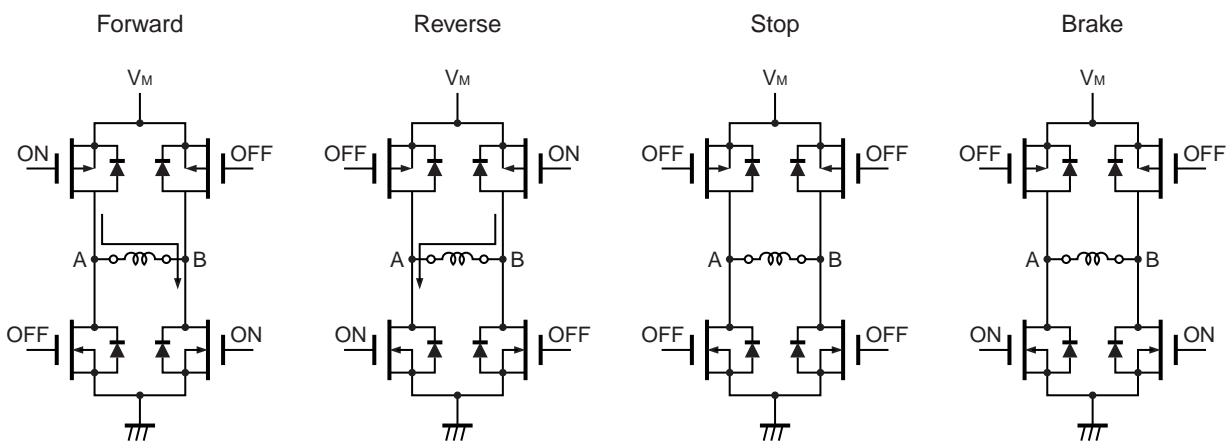 Forward Reverse Stop Brake
VM VM VM VM
ON OFF OFF ON OFF OFF OFF OFF
A B A B A B A B
OFF ON ON OFF OFF OFF ON ON